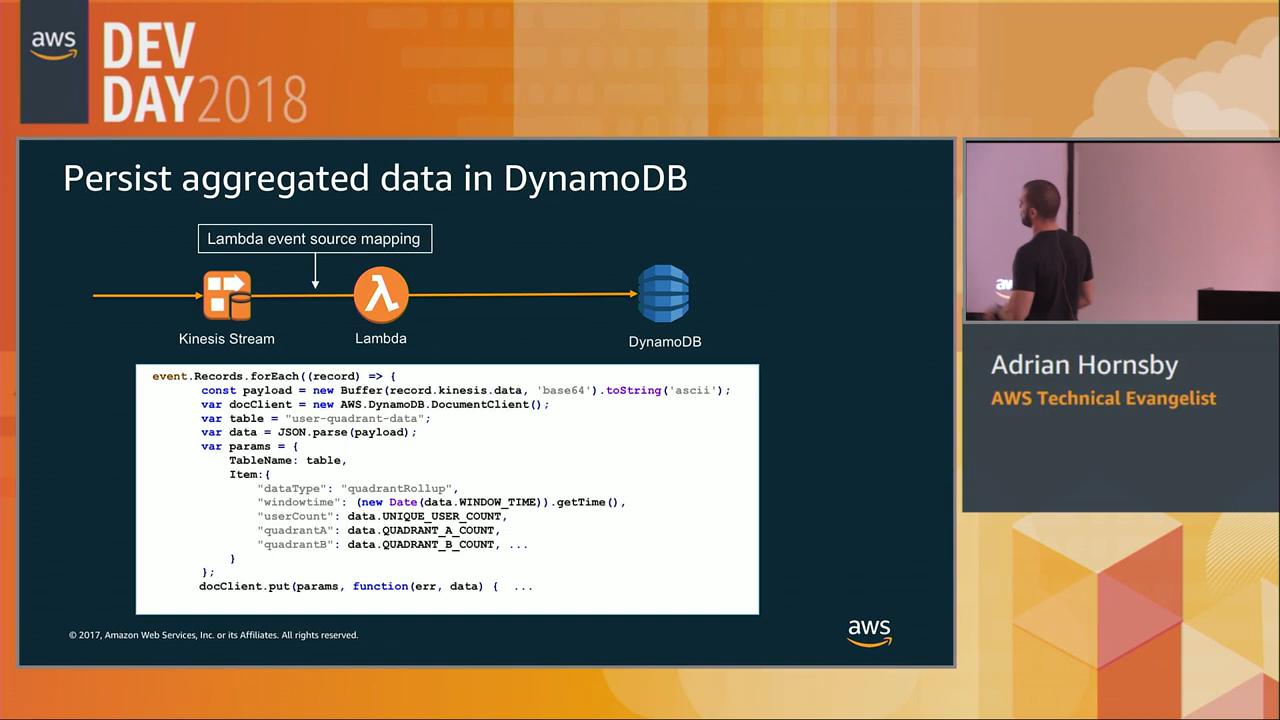 aws
DEV
DAY2018
Persist aggregated data in DynamoDB
Lambda event source mapping
Kinesis Stream
Lambda
DynamoDB
event.Records.forEach((record) => {
const payload = new Buffer(record.kinesis.data, 'base64').toString('ascii');
var docClient = new AWS.DynamoDB.DocumentClient();
var table = "user-quadrant-data";
var data = JSON.parse(payload);
var params = {
TableName: table,
Item:{
"dataType": "quadrantRollup",
"windowtime": (new Date(data.WINDOW_TIME)).getTime(),
"userCount": data.UNIQUE_USER_COUNT,
"quadrantA": data.QUADRANT_A_COUNT,
"quadrantB": data.QUADRANT_B_COUNT, ...
}
};
docClient.put(params, function(err, data) { ...
© 2017, Amazon Web Services, Inc. or its Affiliates. All rights reserved.
aws
aws
Adrian Hornsby
AWS Technical Evangelist